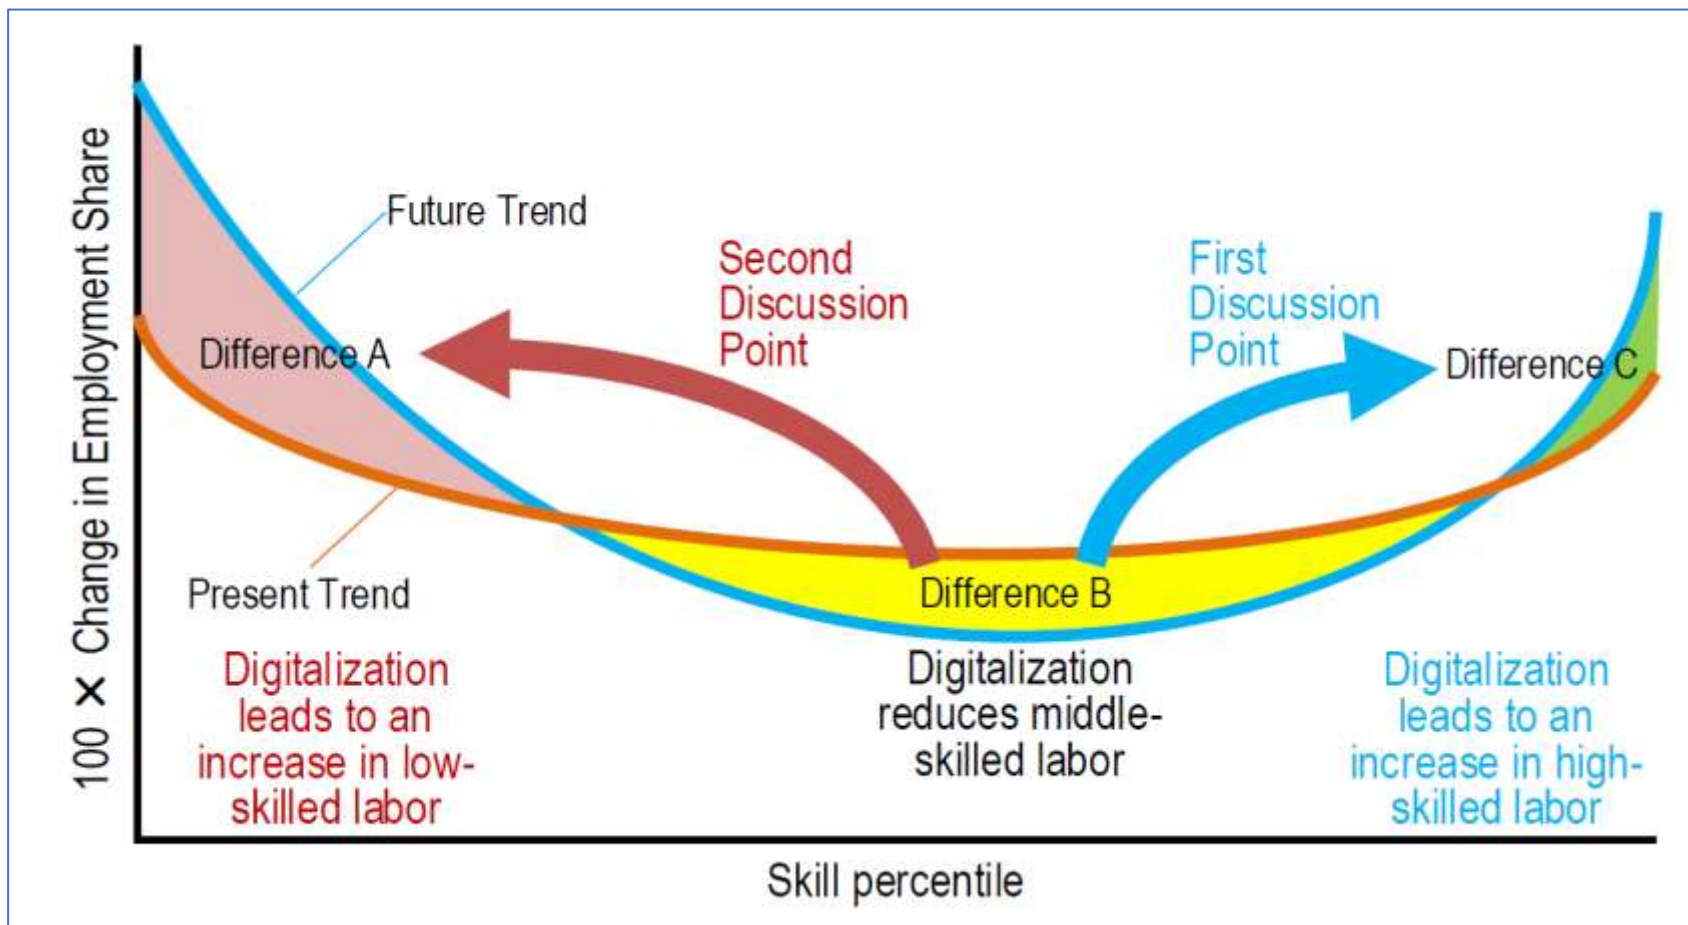 100 × Change in Employment Share
Future Trend
Second
Discussion
Point
First
Discussion
Point
Difference A
Difference C
Present Trend
Difference B
Digitalization
leads to an
increase in low-
skilled labor
Digitalization
reduces middle-
skilled labor
Digitalization
leads to an
increase in high-
skilled labor
Skill percentile